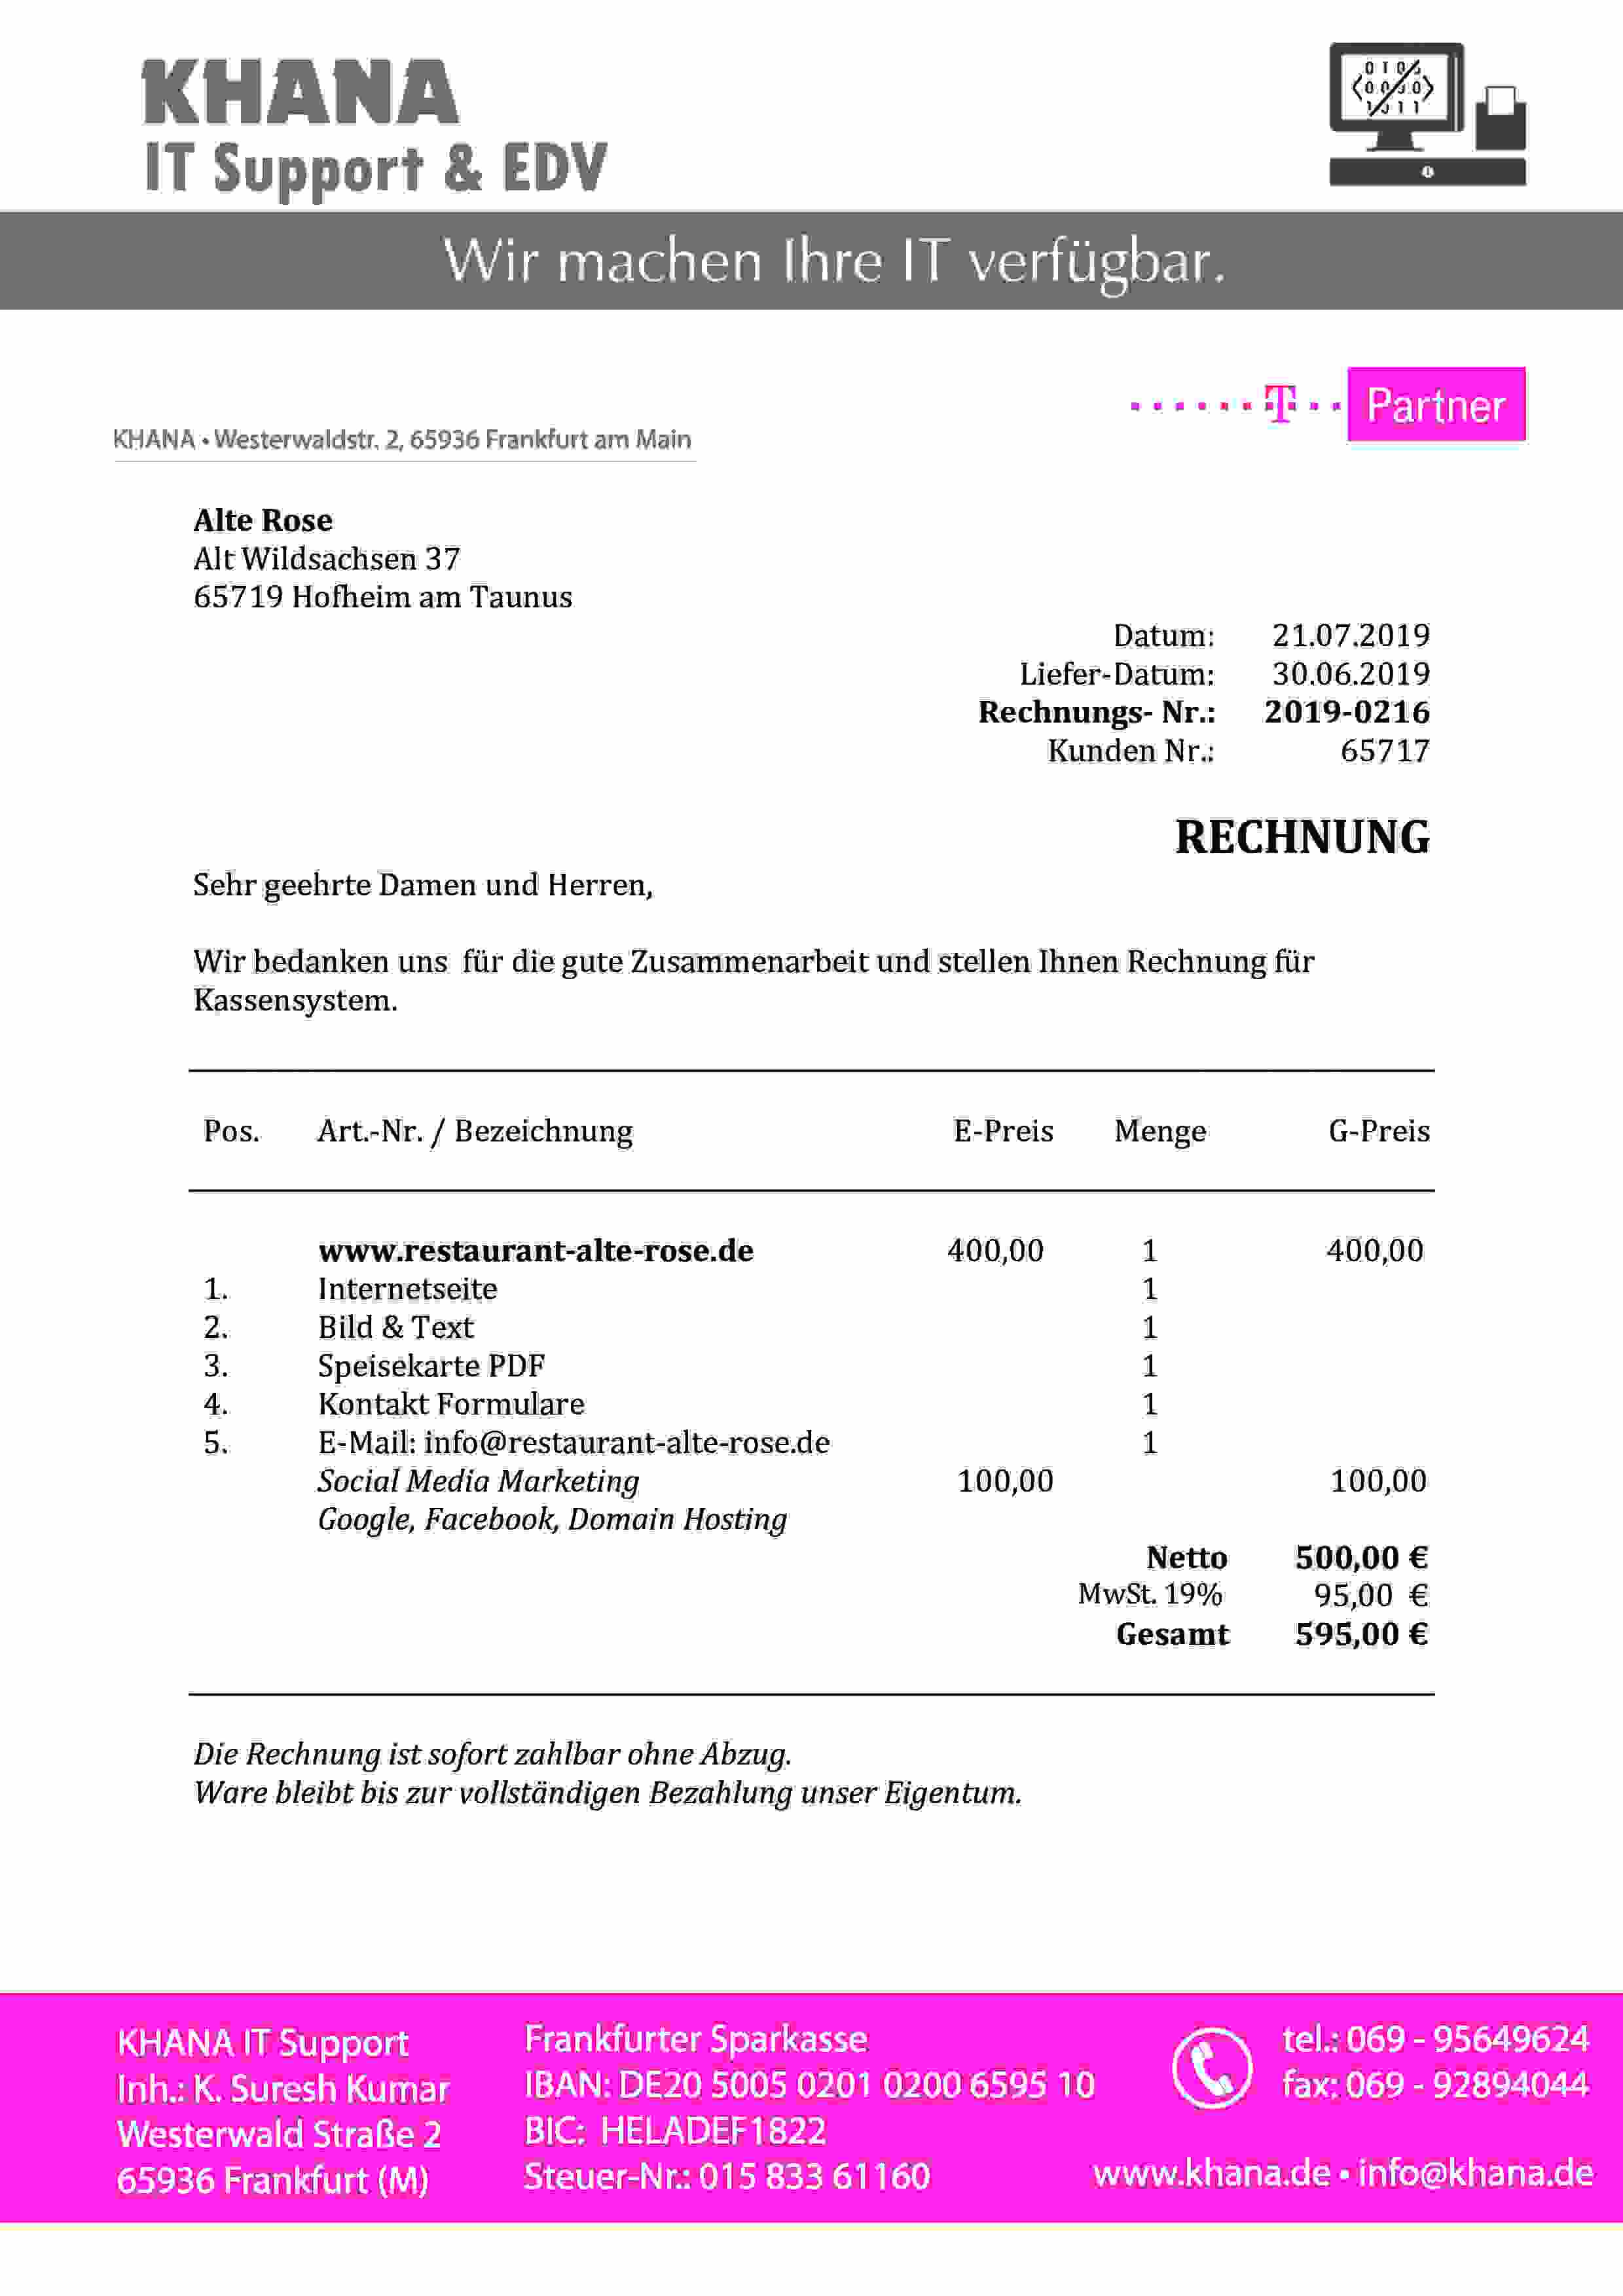 KHANA
IT Support & EDV
Wir machen Ihre IT verfügbar.
T Partner
KHANA • Westerwaldstr. 2, 65936 Frankfurt am Main
Alte Rose
Alt Wildsachsen 37
65719 Hofheim am Taunus
Datum: 21.07.2019
Liefer-Datum: 30.06.2019
Rechnungs- Nr.: 2019-0216
Kunden Nr.: 65717
RECHNUNG
Sehr geehrte Damen und Herren,
Wir bedanken uns für die gute Zusammenarbeit und stellen Ihnen Rechnung für
Kassensystem.
Pos. Art.-Nr. / Bezeichnung E-Preis Menge G-Preis
www.restaurant-alte-rose.de 400,00 1 400,00
1. Internetseite 1
2. Bild & Text 1
3. Speisekarte PDF 1
4. Kontakt Formulare 1
5. E-Mail: info@restaurant-alte-rose.de 1
Social Media Marketing 100,00 100,00
Google, Facebook, Domain Hosting
Netto 500,00 €
MwSt. 19% 95,00 €
Gesamt 595,00 €
Die Rechnung ist sofort zahlbar ohne Abzug.
Ware bleibt bis zur vollständigen Bezahlung unser Eigentum.
KHANA IT Support
Inh.: K. Suresh Kumar
Westerwald Straße 2
65936 Frankfurt (M)
Frankfurter Sparkasse
IBAN: DE20 5005 0201 0200 6595 10
BIC: HELADEF1822
Steuer-Nr.: 015 833 61160
tel.: 069 - 95649624
fax: 069 - 92894044
www.khana.de • info@khana.de